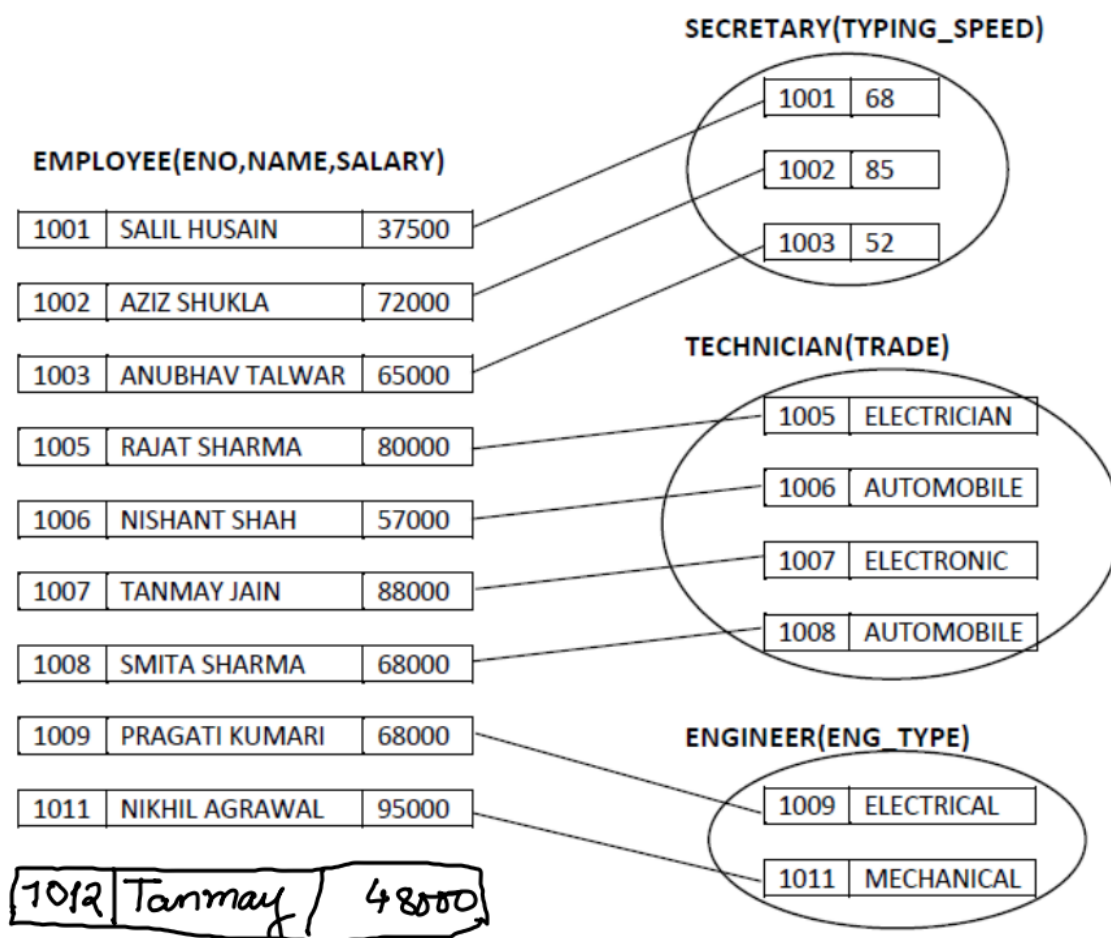 SECRETARY(TYPING_SPEED)
1001 68
1002 85
1003 52
EMPLOYEE(ENO,NAME,SALARY)
1001 SALIL HUSAIN 37500
1002 AZIZ SHUKLA 72000
1003 ANUBHAV TALWAR 65000
1005 RAJAT SHARMA 80000
1006 NISHANT SHAH 57000
1007 TANMAY JAIN 88000
1008 SMITA SHARMA 68000
1009 PRAGATI KUMARI 68000
1011 NIKHIL AGRAWAL 95000
1012 Tanmay 48000
TECHNICIAN(TRADE)
1005 ELECTRICIAN
1006 AUTOMOBILE
1007 ELECTRONIC
1008 AUTOMOBILE
ENGINEER(ENG_TYPE)
1009 ELECTRICAL
1011 MECHANICAL